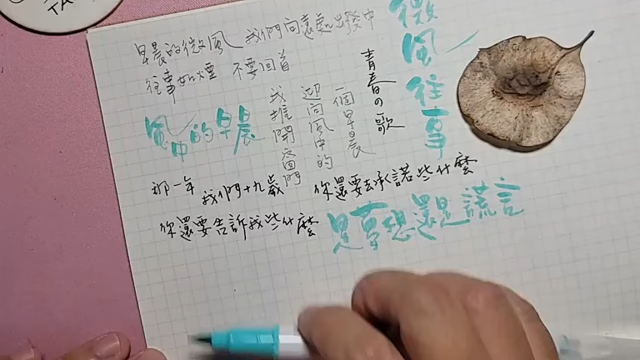 早晨的微風 我們向遠處出發中
往事如煙 不要回首
微風往事
青春の歌
一個早晨
迎向風中的
我推開窗門
風中的早晨
那一年 我們十九歲
你還要去承諾些什麼
你還要告訴我些什麼
是夢想還是謊言
TA